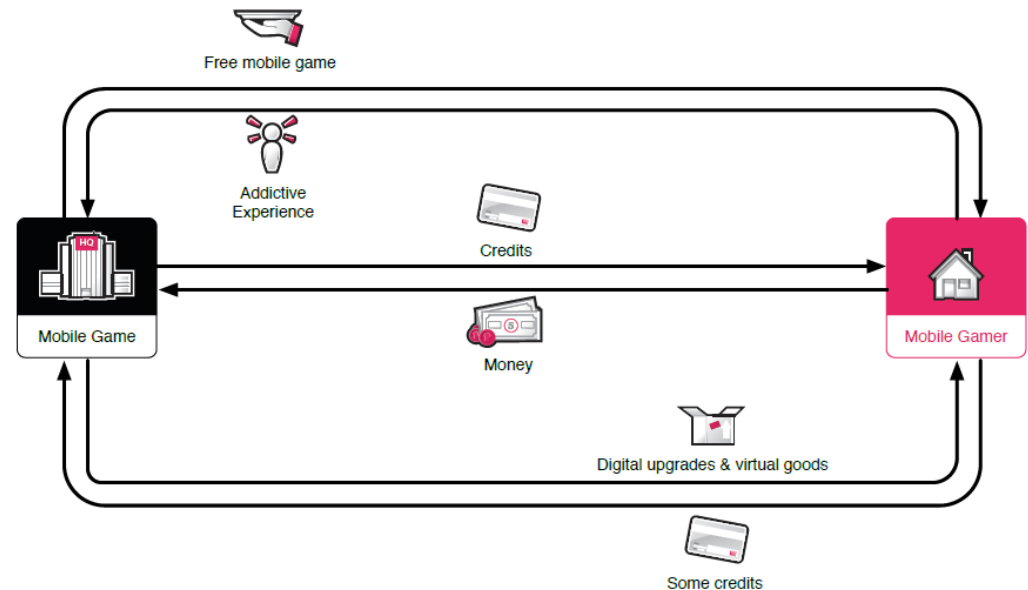 Free mobile game
Addictive
Experience
Credits
HQ
Mobile Game
Mobile Gamer
Money
Digital upgrades & virtual goods
Some credits